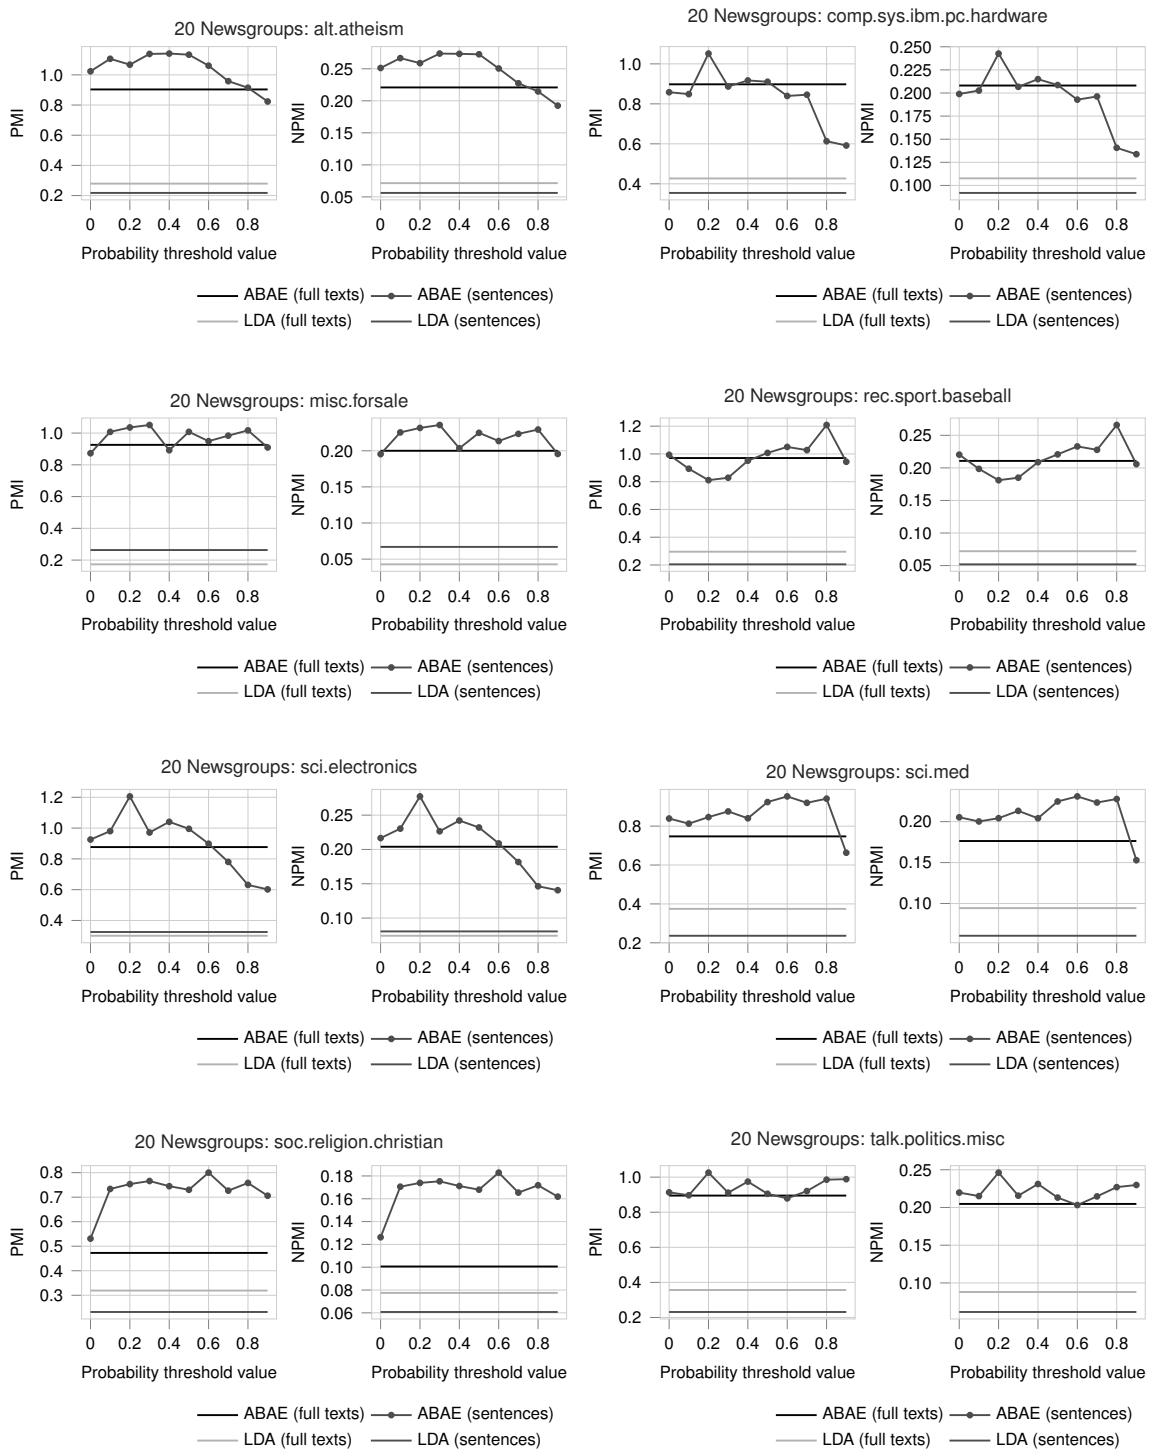 20 Newsgroups: alt.atheism
PMI
1.0
0.8
0.6
0.4
0.2
0 0.2 0.4 0.6 0.8
Probability threshold value
NPMI
0.25
0.20
0.15
0.10
0.05
0 0.2 0.4 0.6 0.8
Probability threshold value
ABAE (full texts) ABAE (sentences)
LDA (full texts) LDA (sentences)
20 Newsgroups: comp.sys.ibm.pc.hardware
PMI
1.0
0.8
0.6
0.4
0 0.2 0.4 0.6 0.8
Probability threshold value
NPMI
0.250
0.225
0.200
0.175
0.150
0.125
0.100
0 0.2 0.4 0.6 0.8
Probability threshold value
ABAE (full texts) ABAE (sentences)
LDA (full texts) LDA (sentences)
20 Newsgroups: misc.forsale
PMI
1.0
0.8
0.6
0.4
0.2
0 0.2 0.4 0.6 0.8
Probability threshold value
NPMI
0.20
0.15
0.10
0.05
0 0.2 0.4 0.6 0.8
Probability threshold value
ABAE (full texts) ABAE (sentences)
LDA (full texts) LDA (sentences)
20 Newsgroups: rec.sport.baseball
PMI
1.2
1.0
0.8
0.6
0.4
0.2
0 0.2 0.4 0.6 0.8
Probability threshold value
NPMI
0.25
0.20
0.15
0.10
0.05
0 0.2 0.4 0.6 0.8
Probability threshold value
ABAE (full texts) ABAE (sentences)
LDA (full texts) LDA (sentences)
20 Newsgroups: sci.electronics
PMI
1.2
1.0
0.8
0.6
0.4
0 0.2 0.4 0.6 0.8
Probability threshold value
NPMI
0.25
0.20
0.15
0.10
0 0.2 0.4 0.6 0.8
Probability threshold value
ABAE (full texts) ABAE (sentences)
LDA (full texts) LDA (sentences)
20 Newsgroups: sci.med
PMI
0.8
0.6
0.4
0.2
0 0.2 0.4 0.6 0.8
Probability threshold value
NPMI
0.20
0.15
0.10
0 0.2 0.4 0.6 0.8
Probability threshold value
ABAE (full texts) ABAE (sentences)
LDA (full texts) LDA (sentences)
20 Newsgroups: soc.religion.christian
PMI
0.8
0.7
0.6
0.5
0.4
0.3
0 0.2 0.4 0.6 0.8
Probability threshold value
NPMI
0.18
0.16
0.14
0.12
0.10
0.08
0.06
0 0.2 0.4 0.6 0.8
Probability threshold value
ABAE (full texts) ABAE (sentences)
LDA (full texts) LDA (sentences)
20 Newsgroups: talk.politics.misc
PMI
1.0
0.8
0.6
0.4
0.2
0 0.2 0.4 0.6 0.8
Probability threshold value
NPMI
0.25
0.20
0.15
0.10
0 0.2 0.4 0.6 0.8
Probability threshold value
ABAE (full texts) ABAE (sentences)
LDA (full texts) LDA (sentences)